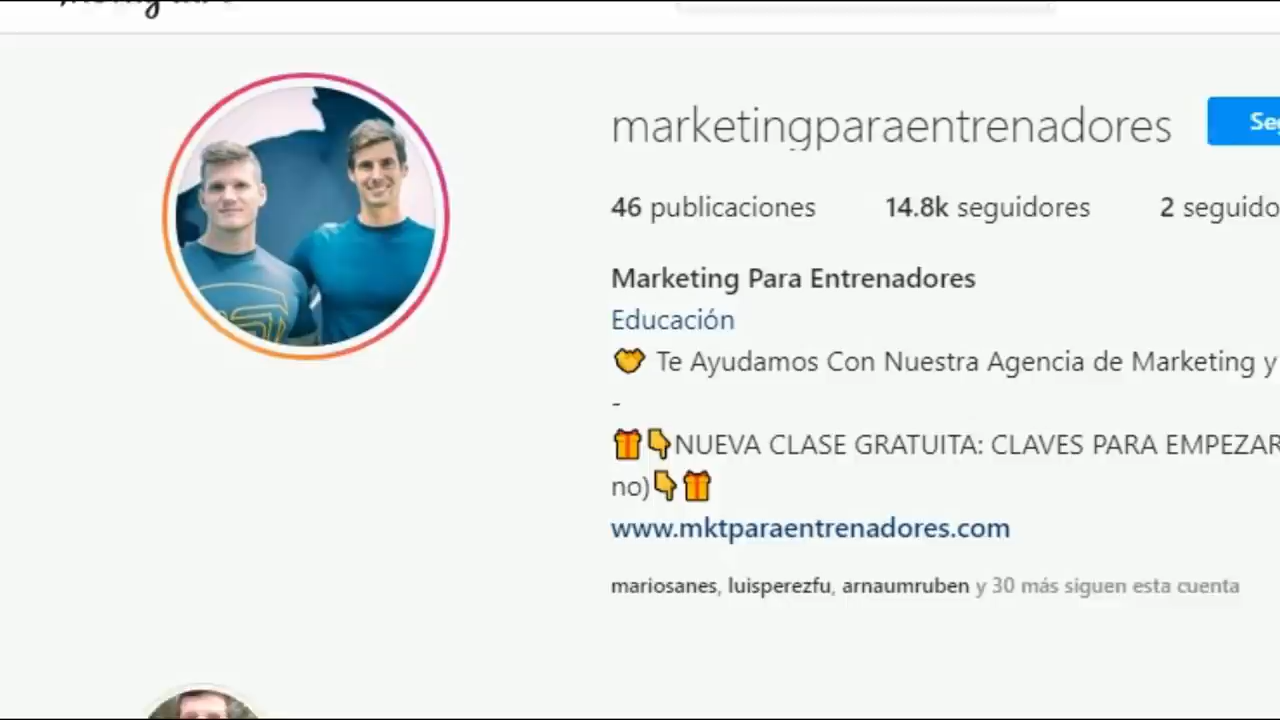 marketingparaentrenadores
46 publicaciones 14.8k seguidores 2 seguido
Marketing Para Entrenadores
Educación
Te Ayudamos Con Nuestra Agencia de Marketing y
-
NUEVA CLASE GRATUITA: CLAVES PARA EMPEZAR
no)
www.mktparaentrenadores.com
mariosanes, luisperezfu, arnaumruben y 30 más siguen esta cuenta